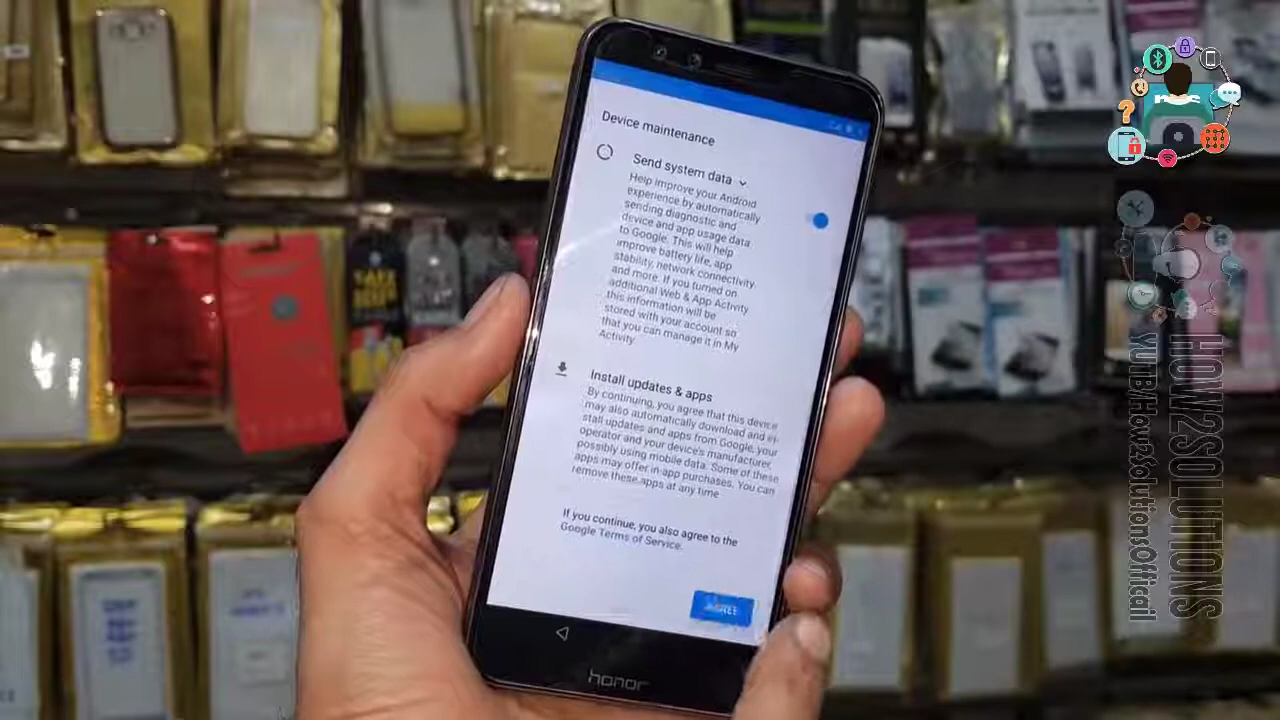 Device maintenance
Send system data
Help improve your Android
experience by automatically
sending diagnostic and
device and app usage data
to Google. This will help
improve battery life, app
stability, network connectivity
and more. If you turned on
additional Web & App Activity
this information will be
stored with your account so
that you can manage it in My
Activity
Install updates & apps
By continuing, you agree that this device
may also automatically download and
stall updates and apps from Google, your
operator and your device's manufacturer,
possibly using mobile data. Some of these
apps may offer in-app purchases. You can
remove these apps at any time
If you continue, you also agree to the
Google Terms of Service.
AGREE
honor
HOW2SOLUTIONS
YUTB/How2SolutionsOfficail